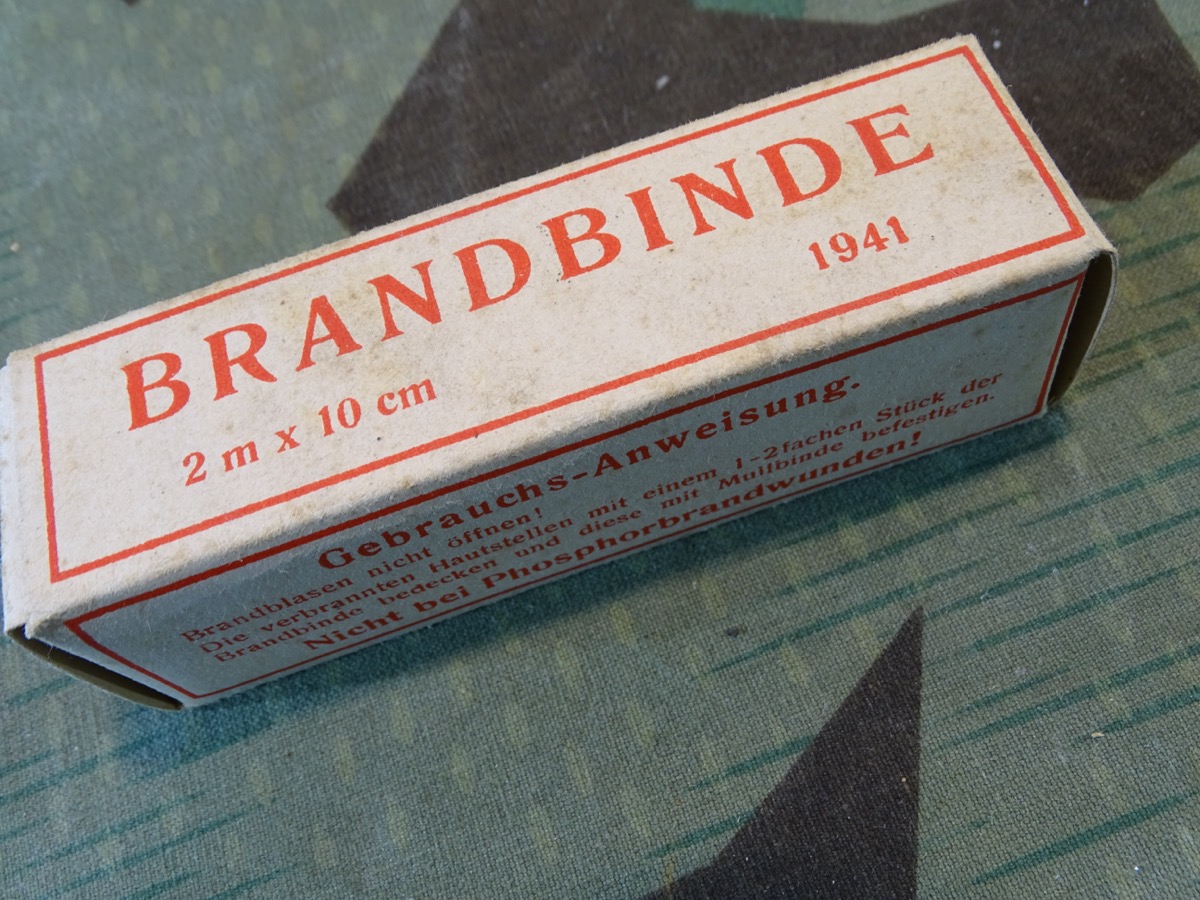 BRANDBINDE
1941
2 m x 10 cm
Gebrauchs-Anweisung.
Brandblasen nicht öffnen!
Die verbrannten Hautstellen mit einem 1-2fachen Stück der
Brandbinde bedecken und diese mit Mullbinde befestigen.
Nicht bei Phosphorbrandwunden!